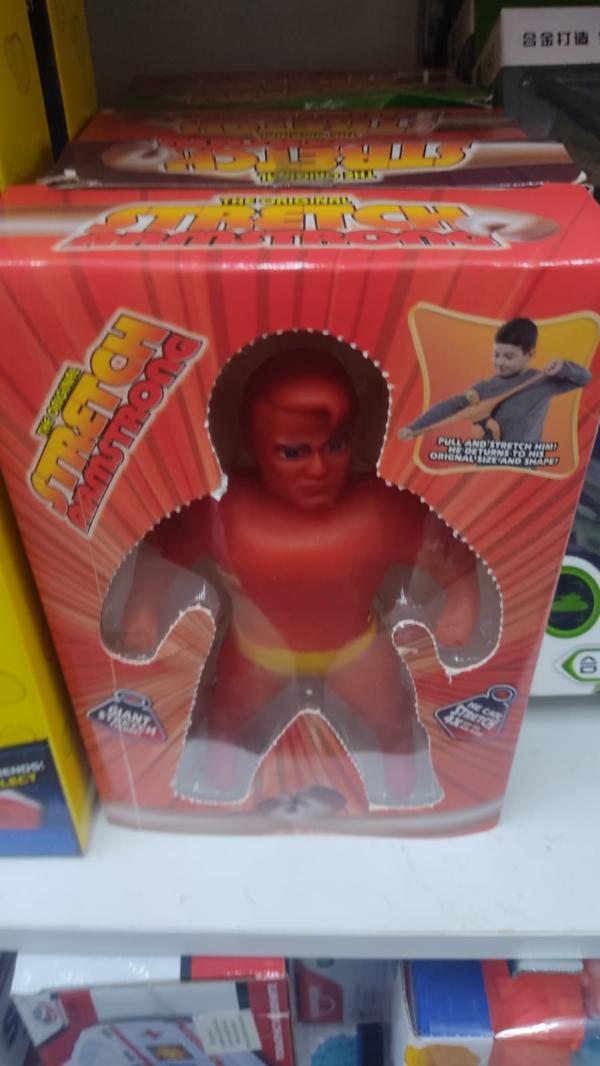 合金打造
STRETCH
THE ORIGINAL
THE ORIGINAL
STRETCH
ARMSTRONG
THE ORIGINAL
STRETCH
ARMSTRONG
PULL AND STRETCH HIM!
HE RETURNS TO HIS
ORIGNAL SIZE AND SHAPE!
GIANT
HE CAN
STRETCH